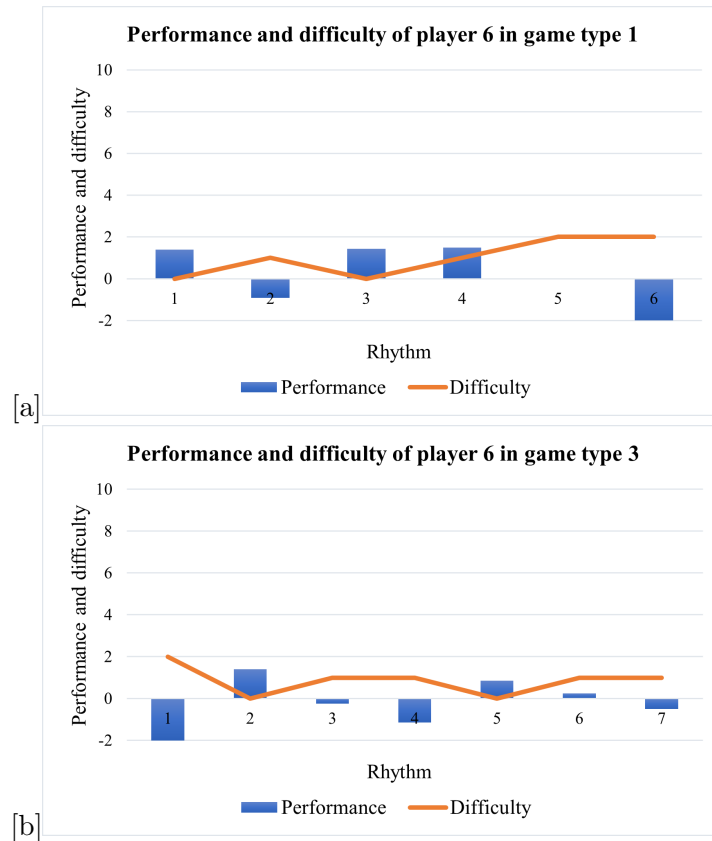 Performance and difficulty of player 6 in game type 1
10
8
6
4
2
0
-2
1 2 3 4 5 6
Performance and difficulty
Rhythm
Performance Difficulty
[a]
Performance and difficulty of player 6 in game type 3
10
8
6
4
2
0
-2
1 2 3 4 5 6 7
Performance and difficulty
Rhythm
Performance Difficulty
[b]